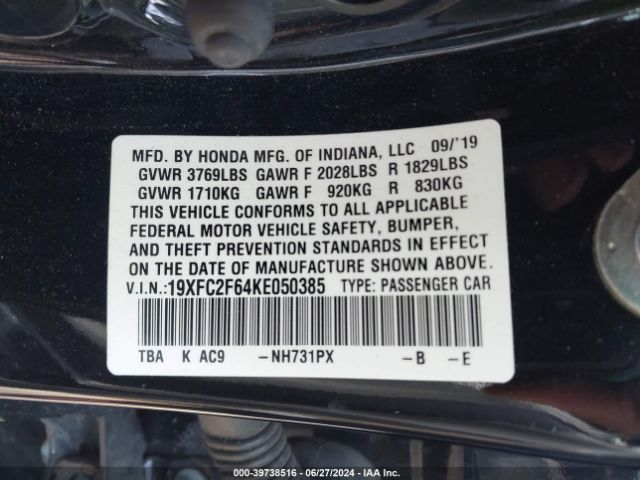 MFD. BY HONDA MFG. OF INDIANA, LLC 09/'19
GVWR 3769LBS GAWR F 2028LBS R 1829LBS
GVWR 1710KG GAWR F 920KG R 830KG
THIS VEHICLE CONFORMS TO ALL APPLICABLE
FEDERAL MOTOR VEHICLE SAFETY, BUMPER,
AND THEFT PREVENTION STANDARDS IN EFFECT
ON THE DATE OF MANUFACTURE SHOWN ABOVE.
V.I.N.:19XFC2F64KE050385 TYPE: PASSENGER CAR
TBA K AC9 -NH731PX -B -E
000-39738516 / 06/27/2024 / IAA Inc.